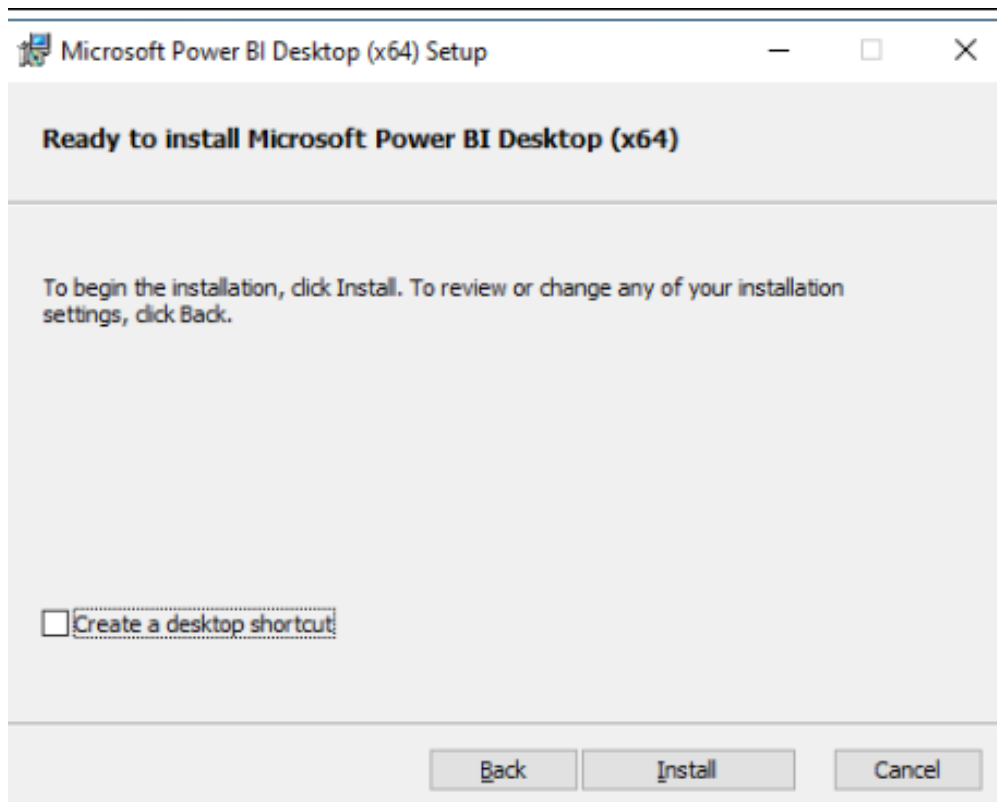 Microsoft Power BI Desktop (x64) Setup
Ready to install Microsoft Power BI Desktop (x64)
To begin the installation, click Install. To review or change any of your installation
settings, click Back.
Create a desktop shortcut
Back Install Cancel